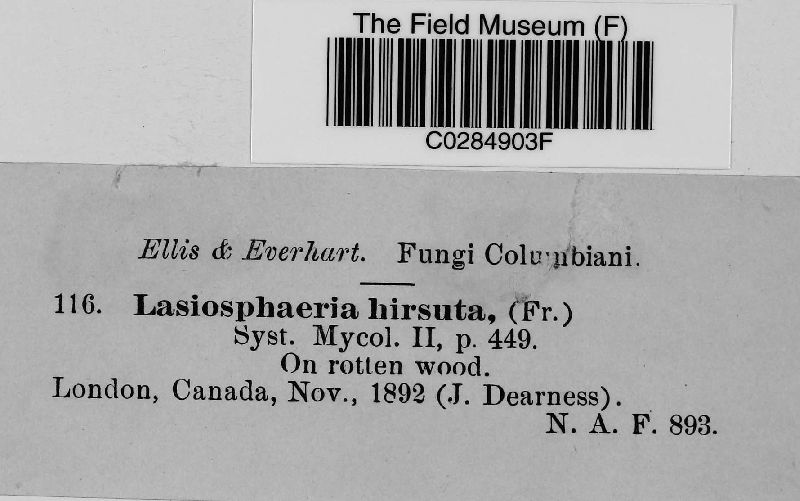 The Field Museum (F)
C0284903F
Ellis & Everhart. Fungi Columbiani.
116. Lasiosphaeria hirsuta, (Fr.)
Syst. Mycol. II, p. 449.
On rotten wood.
London, Canada, Nov., 1892 (J. Dearness).
N. A. F. 893.